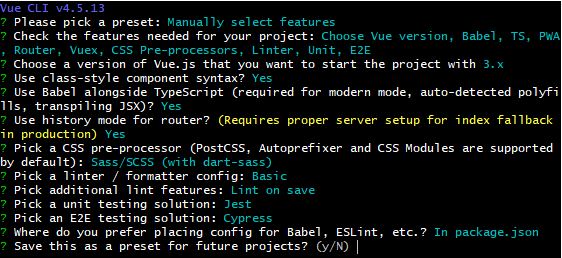 Vue CLI v4.5.13
? Please pick a preset: Manually select features
? Check the features needed for your project: Choose Vue version, Babel, TS, PWA
, Router, Vuex, CSS Pre-processors, Linter, Unit, E2E
? Choose a version of Vue.js that you want to start the project with 3.x
? Use class-style component syntax? Yes
? Use Babel alongside TypeScript (required for modern mode, auto-detected polyfi
lls, transpiling JSX)? Yes
? Use history mode for router? (Requires proper server setup for index fallback
in production) Yes
? Pick a CSS pre-processor (PostCSS, Autoprefixer and CSS Modules are supported
by default): Sass/SCSS (with dart-sass)
? Pick a linter / formatter config: Basic
? Pick additional lint features: Lint on save
? Pick a unit testing solution: Jest
? Pick an E2E testing solution: Cypress
? Where do you prefer placing config for Babel, ESLint, etc.? In package.json
? Save this as a preset for future projects? (y/N)